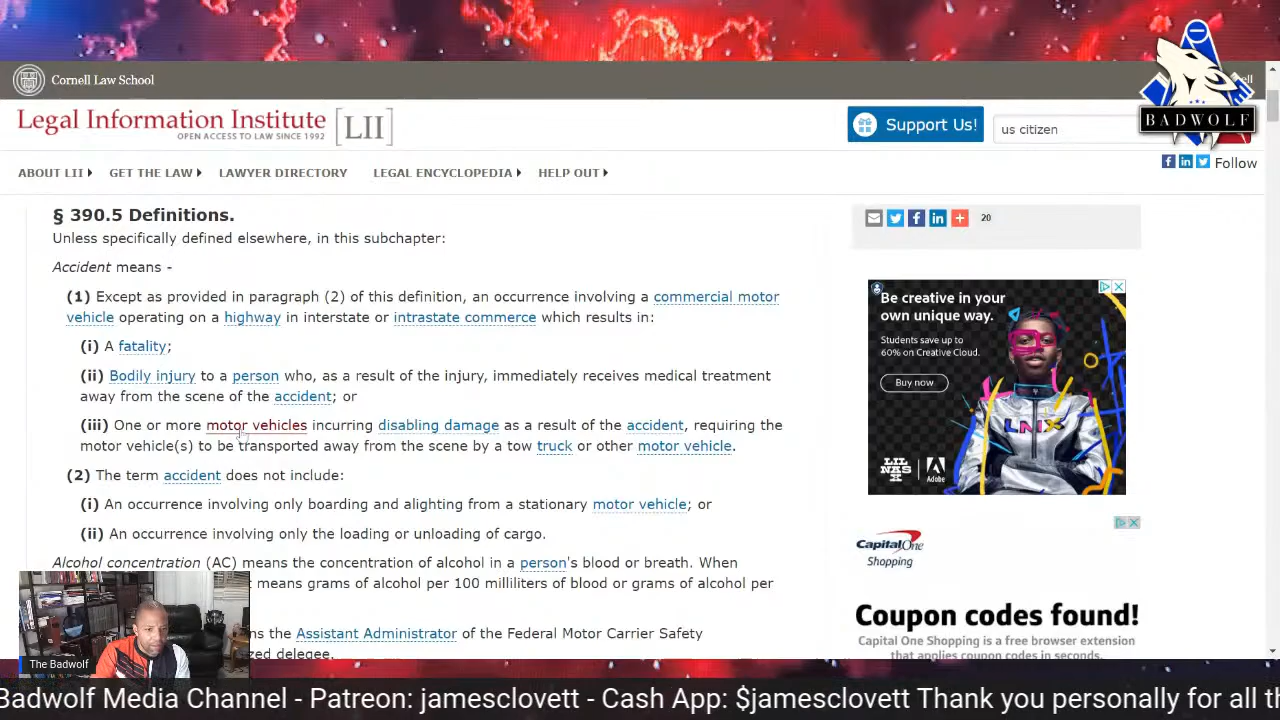 Cornell Law School
Legal Information Institute [LII]
OPEN ACCESS TO LAW SINCE 1992
Support Us!
us citizen
BADWOLF
ABOUT LII
GET THE LAW
LAWYER DIRECTORY
LEGAL ENCYCLOPEDIA
HELP OUT
Follow
§ 390.5 Definitions.
Unless specifically defined elsewhere, in this subchapter:
Accident means -
(1) Except as provided in paragraph (2) of this definition, an occurrence involving a commercial motor
vehicle operating on a highway in interstate or intrastate commerce which results in:
(i) A fatality;
(ii) Bodily injury to a person who, as a result of the injury, immediately receives medical treatment
away from the scene of the accident; or
(iii) One or more motor vehicles incurring disabling damage as a result of the accident, requiring the
motor vehicle(s) to be transported away from the scene by a tow truck or other motor vehicle.
(2) The term accident does not include:
(i) An occurrence involving only boarding and alighting from a stationary motor vehicle; or
(ii) An occurrence involving only the loading or unloading of cargo.
Alcohol concentration (AC) means the concentration of alcohol in a person's blood or breath. When
means grams of alcohol per 100 milliliters of blood or grams of alcohol per
the Assistant Administrator of the Federal Motor Carrier Safety
delegee.
20
Be creative in your
own unique way.
Students save up to
60% on Creative Cloud.
Buy now
LNX
LIL
NAS
X
Adobe
Capital One
Shopping
Coupon codes found!
Capital One Shopping is a free browser extension
that applies coupon codes in seconds.
The Badwolf
Badwolf Media Channel - Patreon: jamesclovett - Cash App: $jamesclovett Thank you personally for all